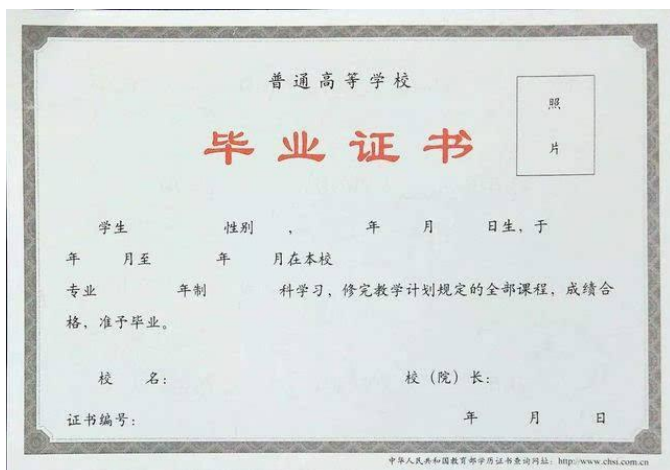 普通高等学校
照
片
毕业证书
学生 性别 , 年 月 日生，于
年 月至 年 月在本校
专业 年制 科学习，修完教学计划规定的全部课程，成绩合
格，准予毕业。
校 名： 校（院）长：
证书编号： 年 月 日
中华人民共和国教育部学历证书查询网址：http://www.chsi.com.cn